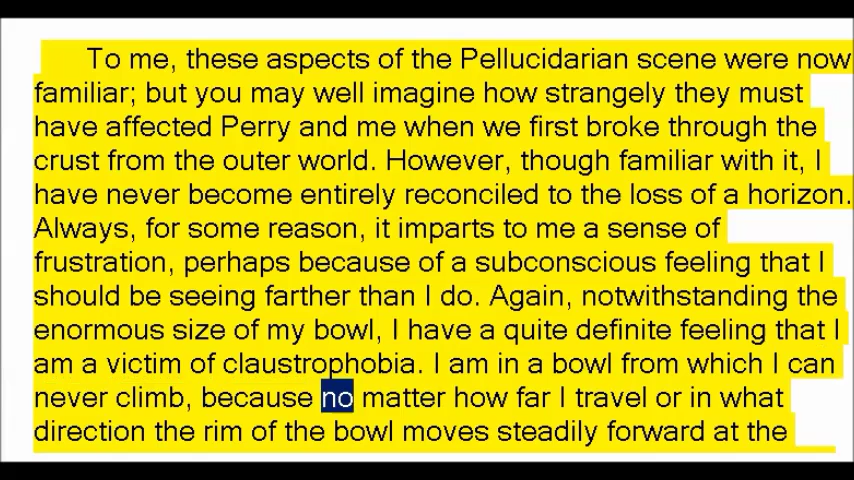 To me, these aspects of the Pellucidarian scene were now
familiar; but you may well imagine how strangely they must
have affected Perry and me when we first broke through the
crust from the outer world. However, though familiar with it, I
have never become entirely reconciled to the loss of a horizon.
Always, for some reason, it imparts to me a sense of
frustration, perhaps because of a subconscious feeling that I
should be seeing farther than I do. Again, notwithstanding the
enormous size of my bowl, I have a quite definite feeling that I
am a victim of claustrophobia. I am in a bowl from which I can
never climb, because no matter how far I travel or in what
direction the rim of the bowl moves steadily forward at the